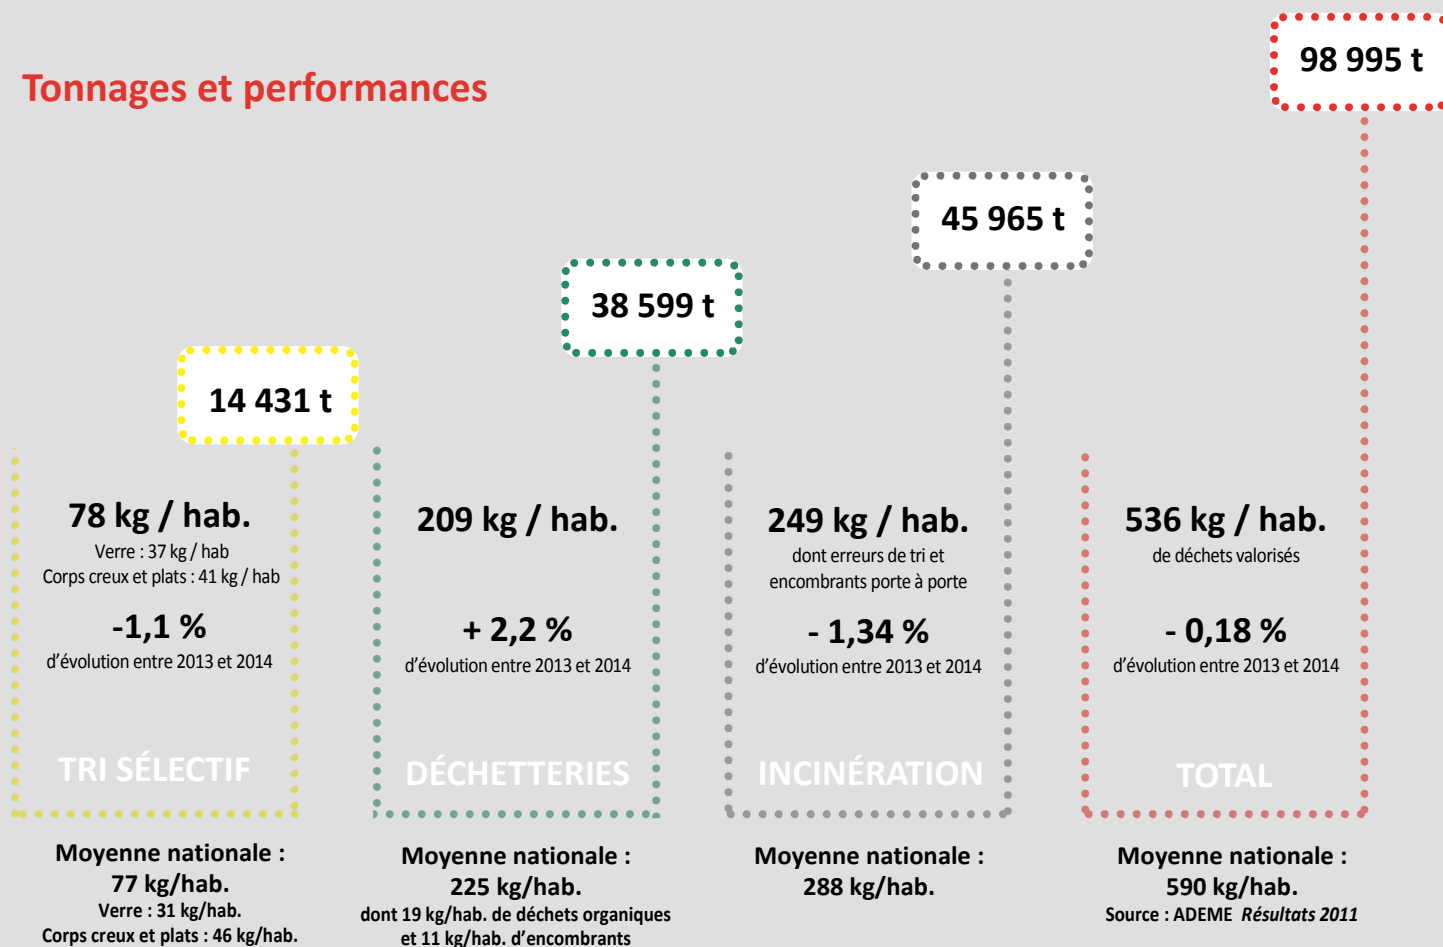 Tonnages et performances
98 995 t
45 965 t
38 599 t
14 431 t
78 kg / hab.
Verre : 37 kg / hab
Corps creux et plats : 41 kg / hab
-1,1 %
d’évolution entre 2013 et 2014
TRI SÉLECTIF
Moyenne nationale :
77 kg/hab.
Verre : 31 kg/hab.
Corps creux et plats : 46 kg/hab.
209 kg / hab.
+ 2,2 %
d’évolution entre 2013 et 2014
DÉCHETTERIES
Moyenne nationale :
225 kg/hab.
dont 19 kg/hab. de déchets organiques
et 11 kg/hab. d’encombrants
249 kg / hab.
dont erreurs de tri et
encombrants porte à porte
- 1,34 %
d’évolution entre 2013 et 2014
INCINÉRATION
Moyenne nationale :
288 kg/hab.
536 kg / hab.
de déchets valorisés
- 0,18 %
d’évolution entre 2013 et 2014
TOTAL
Moyenne nationale :
590 kg/hab.
Source : ADEME Résultats 2011